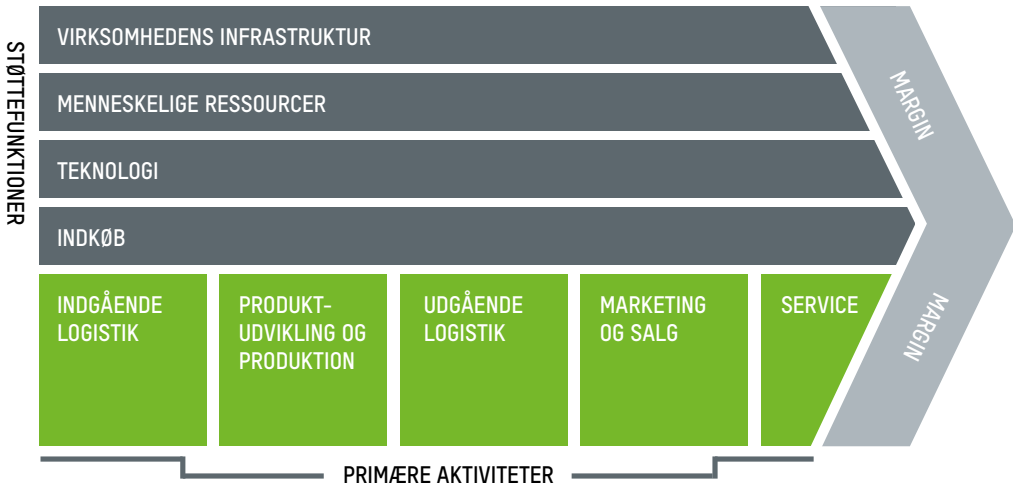 STØTTEFUNKTIONER
VIRKSOMHEDENS INFRASTRUKTUR
MENNESKELIGE RESSOURCER
TEKNOLOGI
INDKØB
MARGIN
INDGÅENDE
LOGISTIK
PRODUKT-
UDVIKLING OG
PRODUKTION
UDGÅENDE
LOGISTIK
MARKETING
OG SALG
SERVICE
MARGIN
PRIMÆRE AKTIVITETER